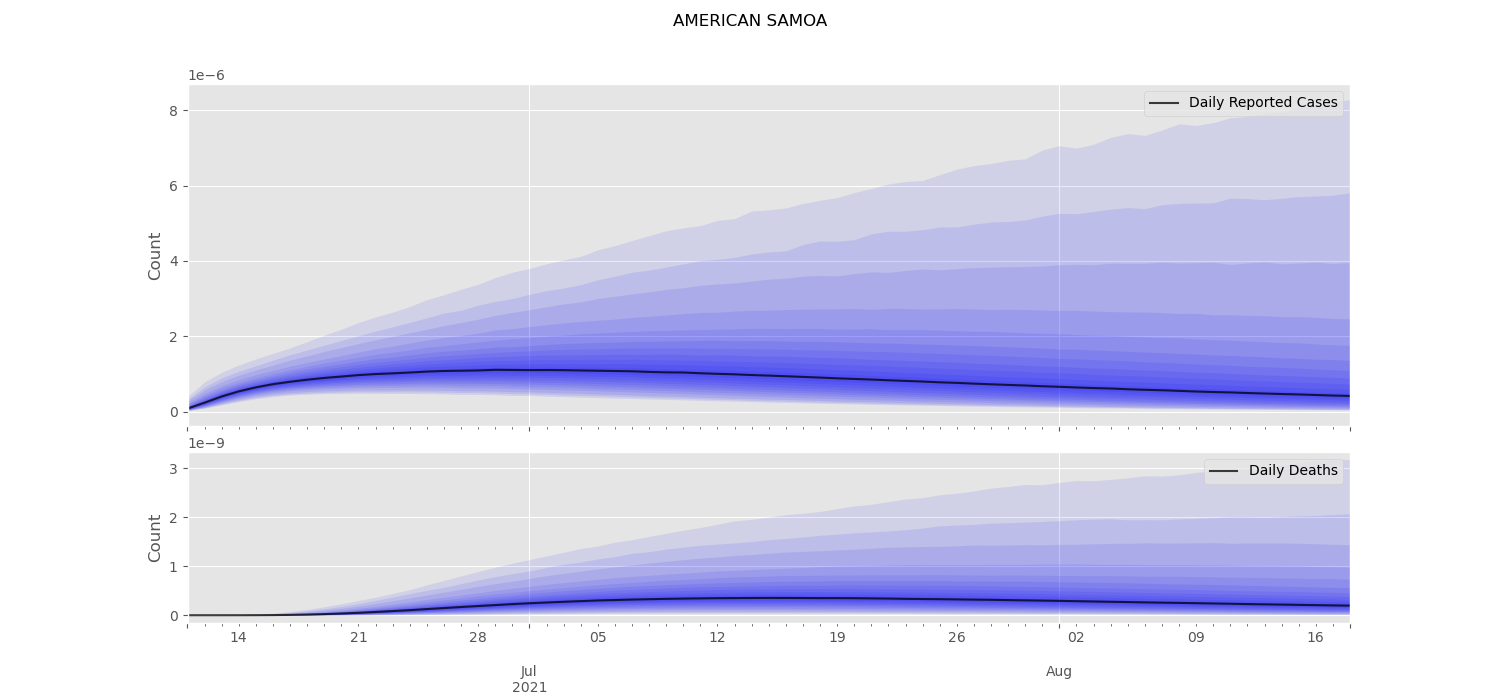 AMERICAN SAMOA
1e−6
Daily Reported Cases
8
6
4
2
0
Count
1e−9
Daily Deaths
3
2
1
0
Count
14 21 28 05 12 19 26 02 09 16
Jul Aug
2021